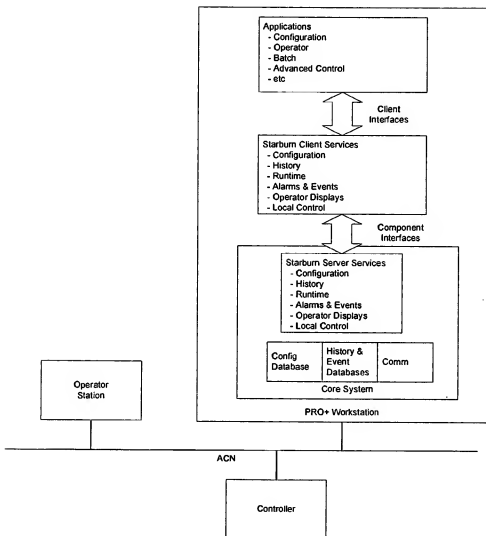 Applications
- Configuration
- Operator
- Batch
- Advanced Control
- etc
Client
Interfaces
Starburn Client Services
- Configuration
- History
- Runtime
- Alarms & Events
- Operator Displays
- Local Control
Component
Interfaces
Starburn Server Services
- Configuration
- History
- Runtime
- Alarms & Events
- Operator Displays
- Local Control
Config
Database
History &
Event
Databases
Comm
Core System
PRO+ Workstation
Operator
Station
ACN
Controller